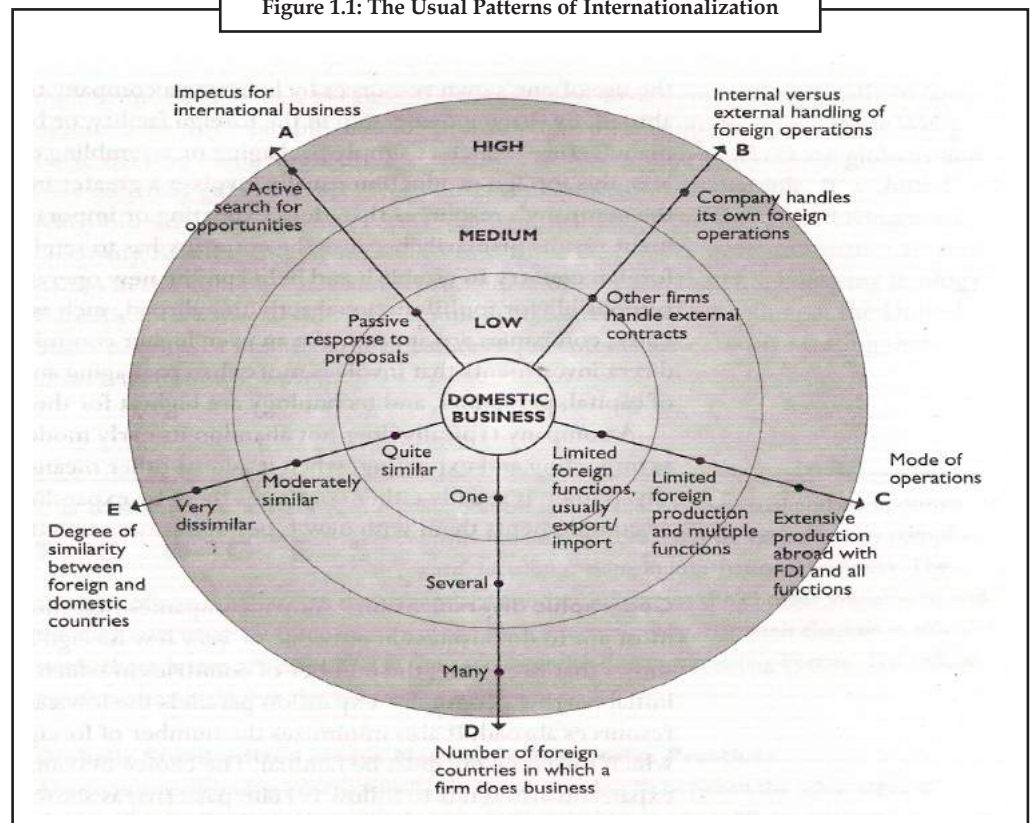 Figure 1.1: The Usual Patterns of Internationalization
Impetus for
international business
A
Active
search for
opportunities
Passive
response to
proposals
HIGH
MEDIUM
LOW
DOMESTIC
BUSINESS
Internal versus
external handling of
foreign operations
B
Company handles
its own foreign
operations
Other firms
handle external
contracts
Mode of
operations
C
Limited
foreign
functions,
usually
export/
import
Limited
foreign
production
and multiple
functions
Extensive
production
abroad with
FDI and all
functions
One
Several
Many
D
Number of foreign
countries in which a
firm does business
Quite
similar
Moderately
similar
Very
dissimilar
E
Degree of
similarity
between
foreign and
domestic
countries